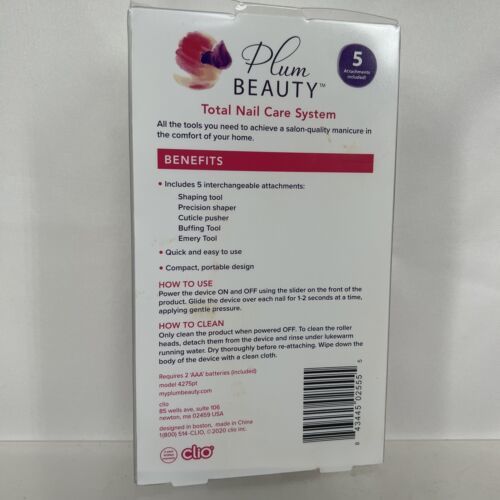 Plum
BEAUTY™
5
Attachments
included!
Total Nail Care System
All the tools you need to achieve a salon-quality manicure in
the comfort of your home.
BENEFITS
• Includes 5 interchangeable attachments:
Shaping tool
Precision shaper
Cuticle pusher
Buffing Tool
Emery Tool
• Quick and easy to use
• Compact, portable design
HOW TO USE
Power the device ON and OFF using the slider on the front of the
product. Glide the device over each nail for 1-2 seconds at a time,
applying gentle pressure.
HOW TO CLEAN
Only clean the product when powered OFF. To clean the roller
heads, detach them from the device and rinse under lukewarm
running water. Dry thoroughly before re-attaching. Wipe down the
body of the device with a clean cloth.
Requires 2 'AAA' batteries (included)
model 4275pt
myplumbeauty.com
clio
85 wells ave, suite 106
newton, ma 02459 USA
designed in boston, made in China
1(800) 514-CLIO, ©2020 clio inc.
clio
8 43445 02555 5